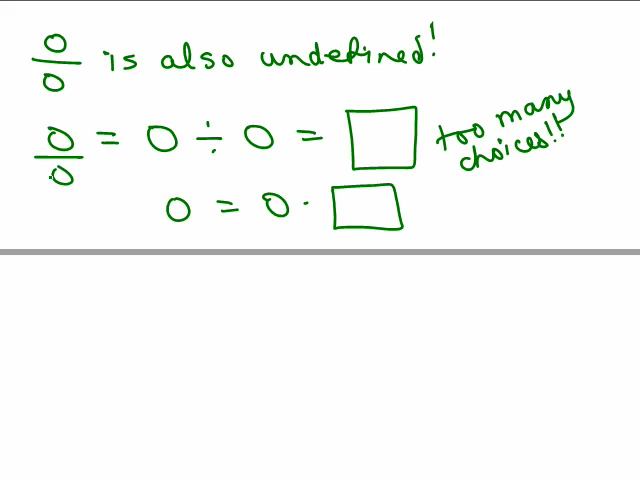 0/0 is also undefined!
0/0 = 0 ÷ 0 = □ too many choices!!
0 = 0 · □